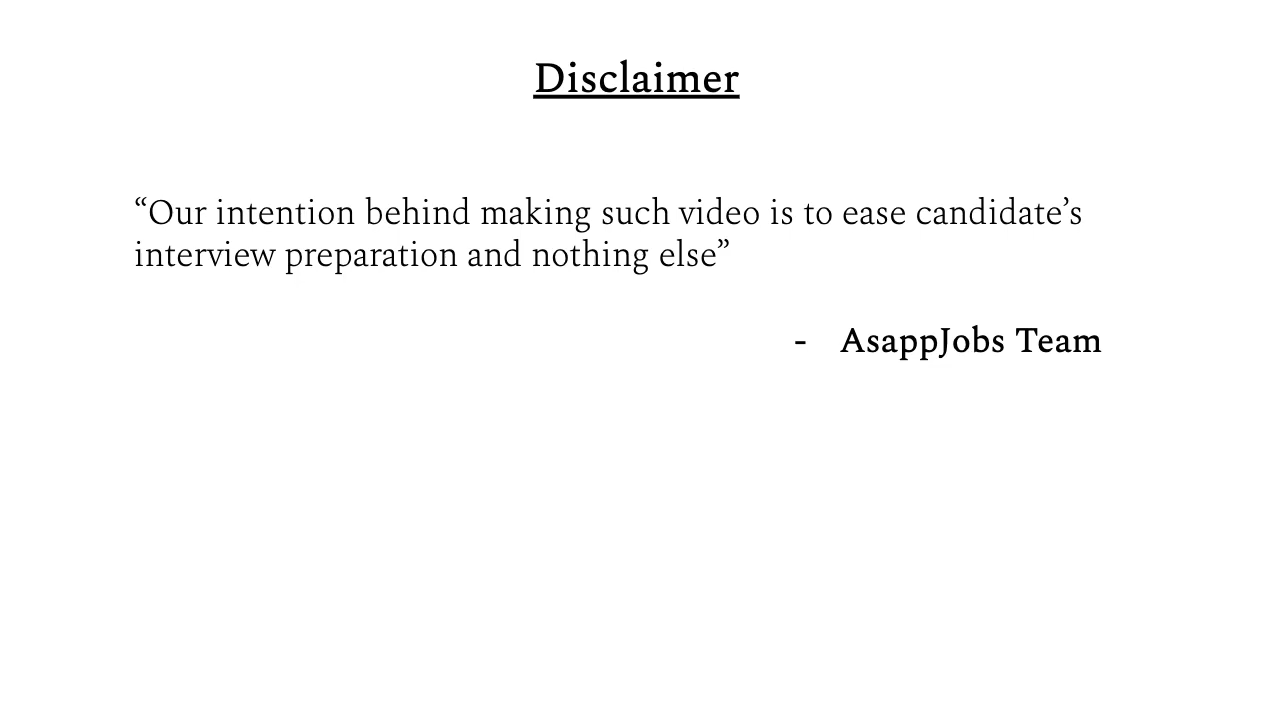 Disclaimer
“Our intention behind making such video is to ease candidate’s
interview preparation and nothing else”
- AsappJobs Team